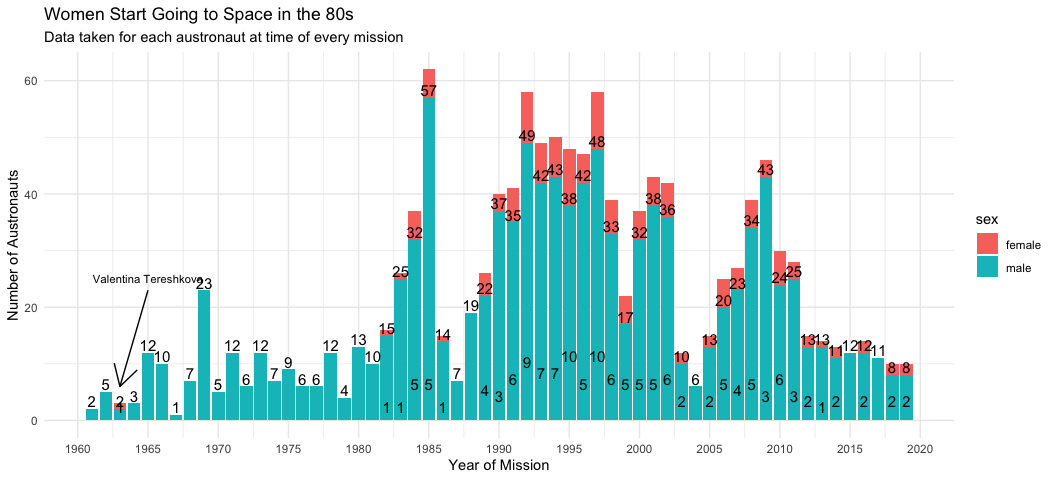 Women Start Going to Space in the 80s
Data taken for each austronaut at time of every mission
Number of Austronauts
60
40
20
0
Valentina Tereshkova
2 5 2 3 12 10 1 7 23 5 12 6 12 7 9 6 6 12 4 13 10 15 25 32 57 14 7 19 22 37 35 49 42 43 38 42 48 33 17 32 38 36 10 6 13 20 23 34 43 24 25 13 13 11 12 12 11 8 8
1 1 1 5 5 1 4 3 6 9 7 7 10 5 10 6 5 5 5 6 2 2 5 4 5 3 6 3 2 1 2 2 2 2
1960 1965 1970 1975 1980 1985 1990 1995 2000 2005 2010 2015 2020
Year of Mission
sex
female
male